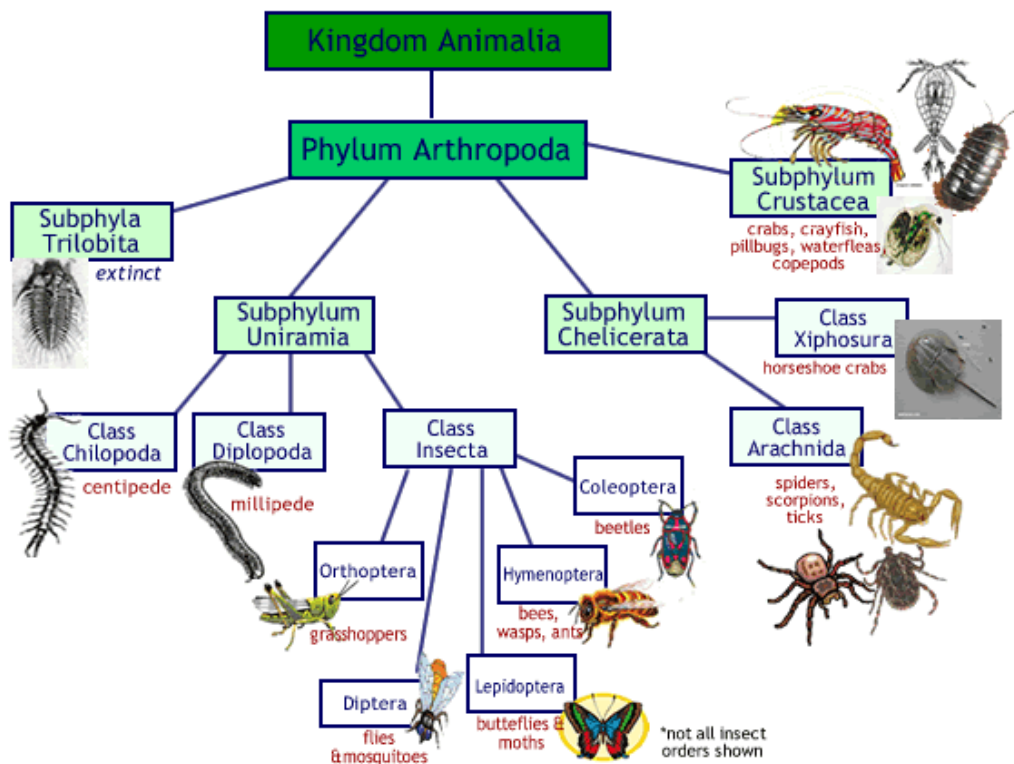 Kingdom Animalia
Phylum Arthropoda
Subphylum
Crustacea
crabs, crayfish,
pillbugs, waterfleas,
copepods
Subphyla
Trilobita
extinct
Subphylum
Uniramia
Subphylum
Chelicerata
Class
Xiphosura
horseshoe crabs
Class
Chilopoda
centipede
Class
Diplopoda
millipede
Class
Insecta
Class
Arachnida
spiders,
scorpions,
ticks
Coleoptera
beetles
Orthoptera
grasshoppers
Hymenoptera
bees,
wasps, ants
Diptera
flies
&mosquitoes
Lepidoptera
butteflies &
moths
*not all insect
orders shown